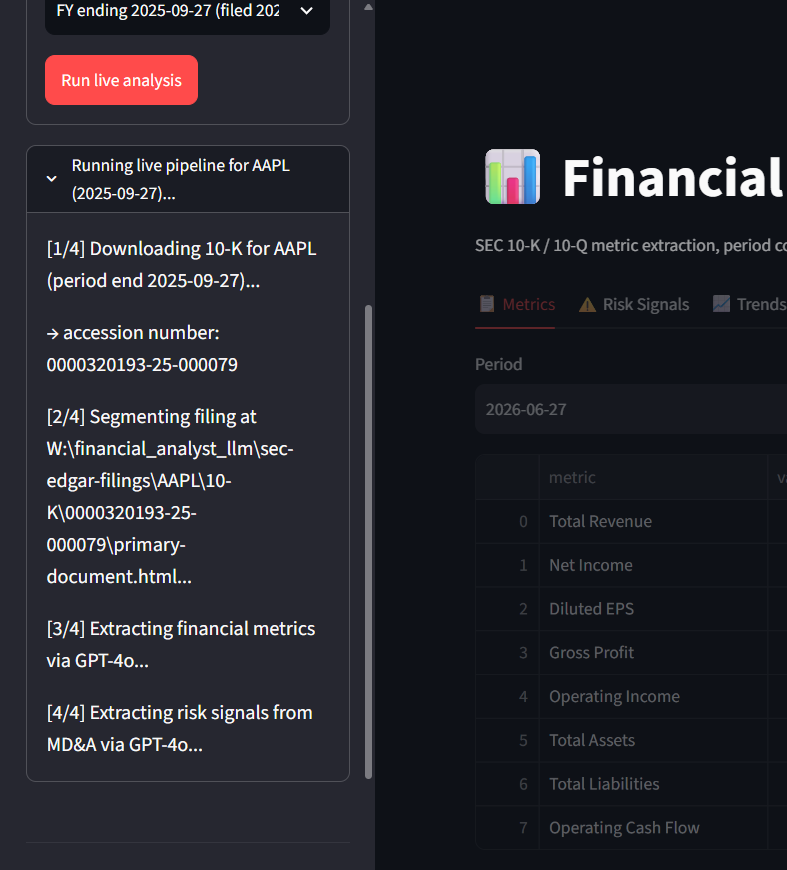 FY ending 2025-09-27 (filed 202
Run live analysis
Running live pipeline for AAPL
(2025-09-27)...
[1/4] Downloading 10-K for AAPL
(period end 2025-09-27)...
→ accession number:
0000320193-25-000079
[2/4] Segmenting filing at
W:\financial_analyst_llm\sec-
edgar-filings\AAPL\10-
K\0000320193-25-
000079\primary-
document.html...
[3/4] Extracting financial metrics
via GPT-4o...
[4/4] Extracting risk signals from
MD&A via GPT-4o...
Financial
SEC 10-K / 10-Q metric extraction, period co
Metrics Risk Signals Trends
Period
2026-06-27
metric
0 Total Revenue
1 Net Income
2 Diluted EPS
3 Gross Profit
4 Operating Income
5 Total Assets
6 Total Liabilities
7 Operating Cash Flow